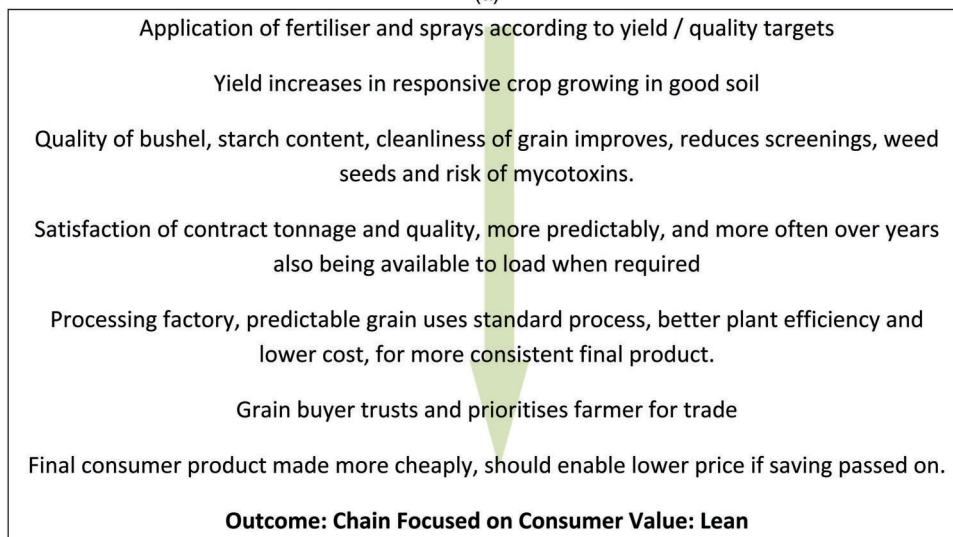 Application of fertiliser and sprays according to yield / quality targets
Yield increases in responsive crop growing in good soil
Quality of bushel, starch content, cleanliness of grain improves, reduces screenings, weed
seeds and risk of mycotoxins.
Satisfaction of contract tonnage and quality, more predictably, and more often over years
also being available to load when required
Processing factory, predictable grain uses standard process, better plant efficiency and
lower cost, for more consistent final product.
Grain buyer trusts and prioritises farmer for trade
Final consumer product made more cheaply, should enable lower price if saving passed on.
Outcome: Chain Focused on Consumer Value: Lean